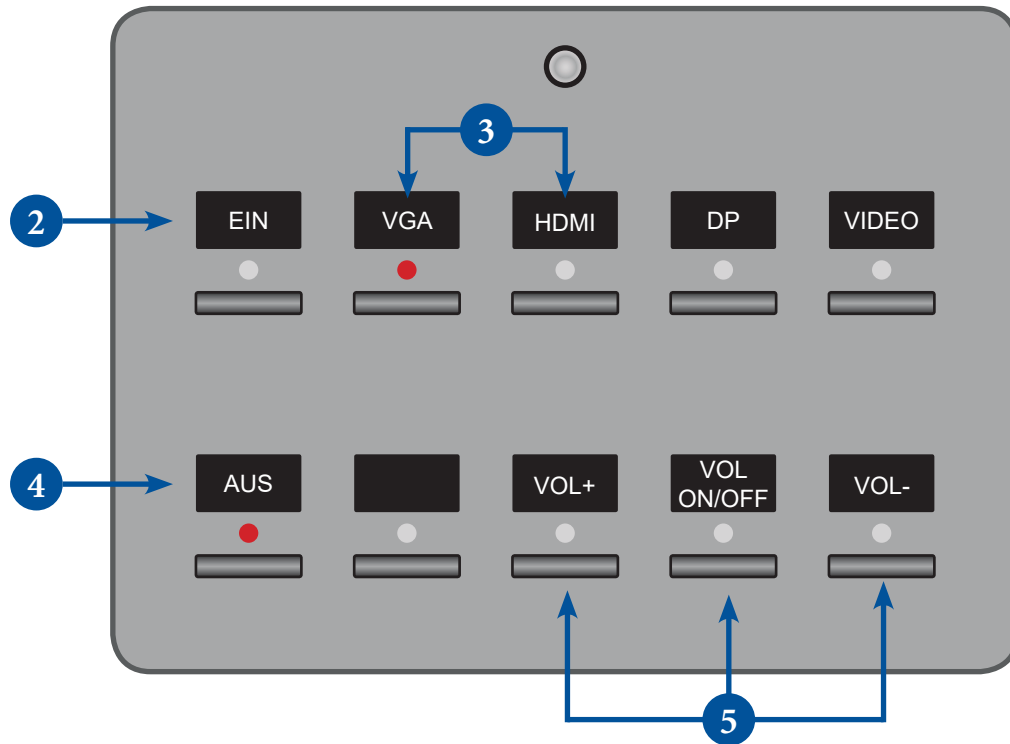 3
2
EIN
VGA
HDMI
DP
VIDEO
4
AUS
VOL+
VOL
ON/OFF
VOL-
5